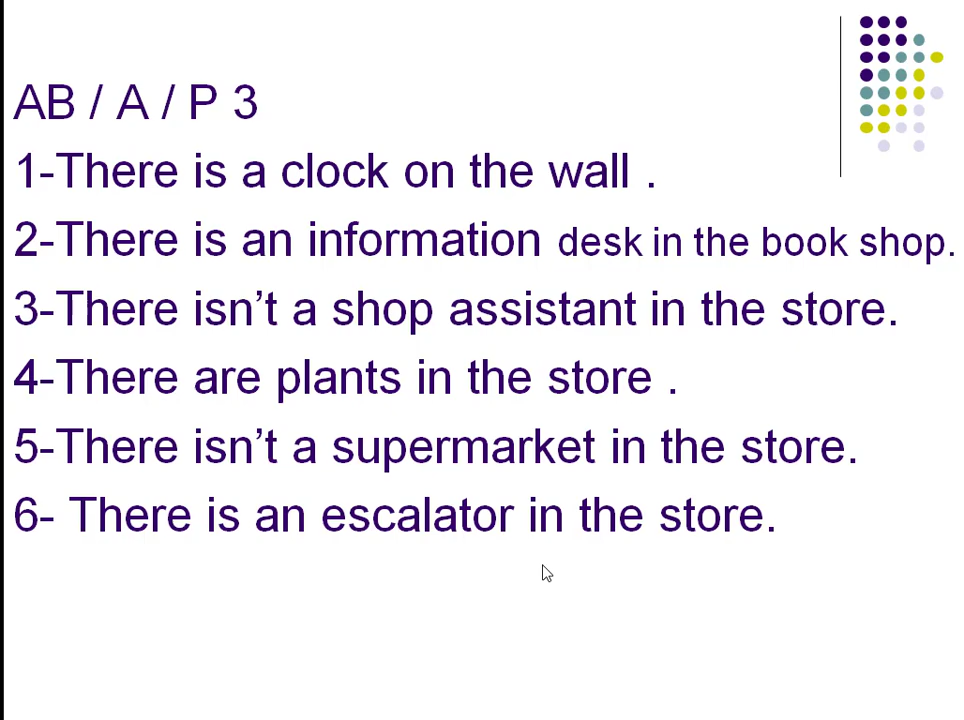 AB / A / P 3
1-There is a clock on the wall .
2-There is an information desk in the book shop.
3-There isn’t a shop assistant in the store.
4-There are plants in the store .
5-There isn’t a supermarket in the store.
6- There is an escalator in the store.